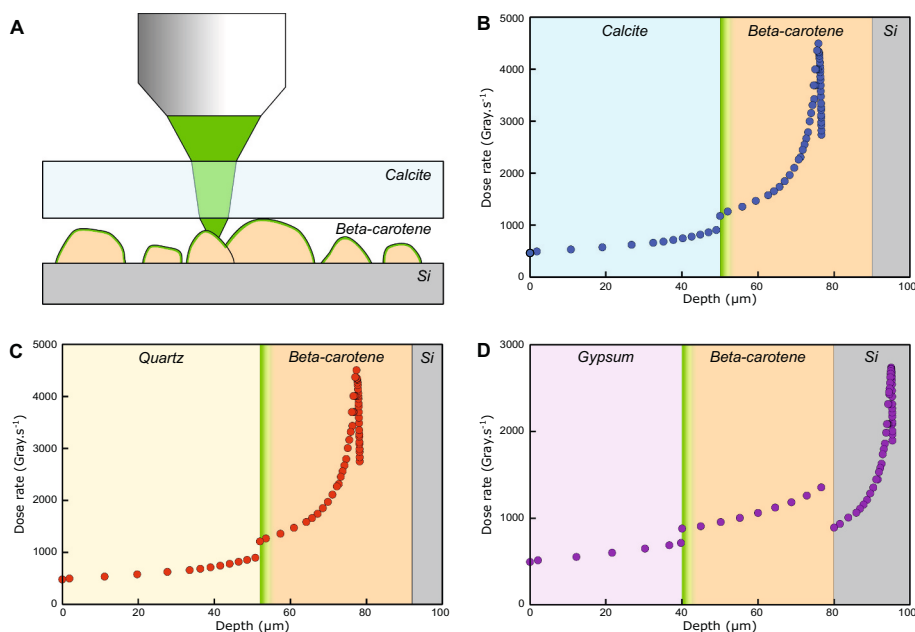 A
Calcite
Beta-carotene
Si
B
Calcite
Beta-carotene
Si
Dose rate (Gray.s⁻¹)
5000
4000
3000
2000
1000
0
0 20 40 60 80 100
Depth (µm)
C
Quartz
Beta-carotene
Si
Dose rate (Gray.s⁻¹)
5000
4000
3000
2000
1000
0
0 20 40 60 80 100
Depth (µm)
D
Gypsum
Beta-carotene
Si
Dose rate (Gray.s⁻¹)
3000
2000
1000
0
0 20 40 60 80 100
Depth (µm)